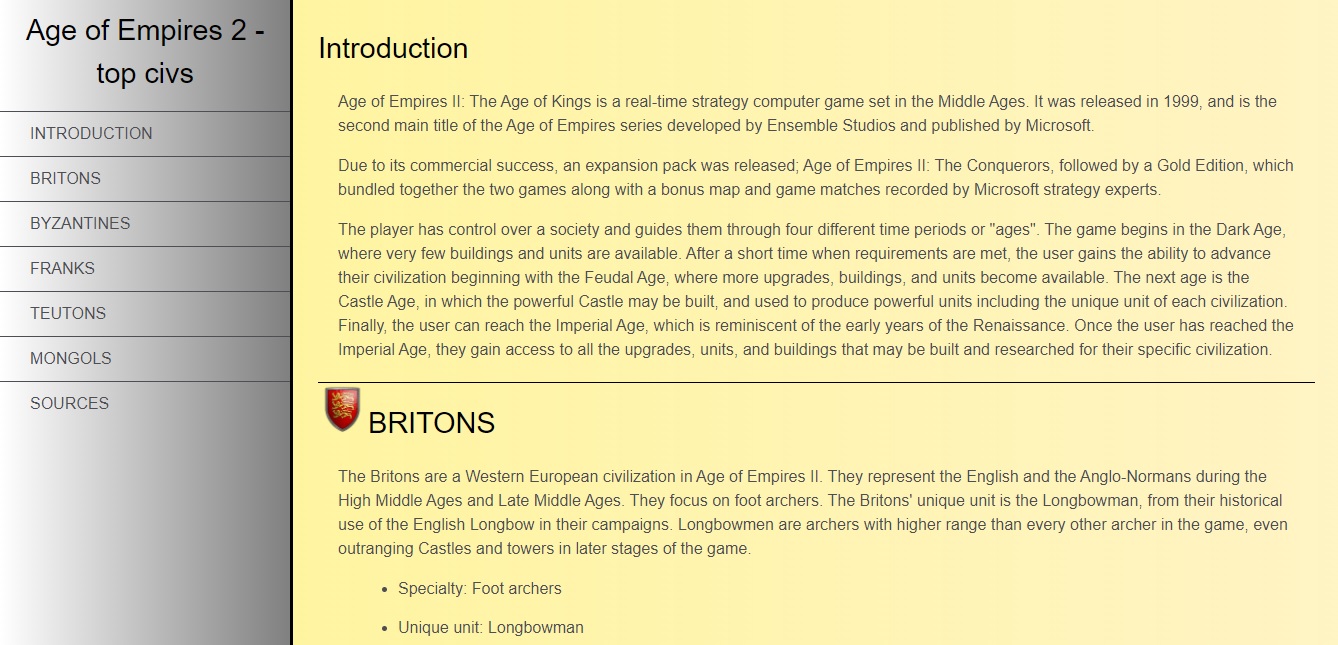 Age of Empires 2 -
top civs
INTRODUCTION
BRITONS
BYZANTINES
FRANKS
TEUTONS
MONGOLS
SOURCES
Introduction
Age of Empires II: The Age of Kings is a real-time strategy computer game set in the Middle Ages. It was released in 1999, and is the
second main title of the Age of Empires series developed by Ensemble Studios and published by Microsoft.
Due to its commercial success, an expansion pack was released; Age of Empires II: The Conquerors, followed by a Gold Edition, which
bundled together the two games along with a bonus map and game matches recorded by Microsoft strategy experts.
The player has control over a society and guides them through four different time periods or "ages". The game begins in the Dark Age,
where very few buildings and units are available. After a short time when requirements are met, the user gains the ability to advance
their civilization beginning with the Feudal Age, where more upgrades, buildings, and units become available. The next age is the
Castle Age, in which the powerful Castle may be built, and used to produce powerful units including the unique unit of each civilization.
Finally, the user can reach the Imperial Age, which is reminiscent of the early years of the Renaissance. Once the user has reached the
Imperial Age, they gain access to all the upgrades, units, and buildings that may be built and researched for their specific civilization.
BRITONS
The Britons are a Western European civilization in Age of Empires II. They represent the English and the Anglo-Normans during the
High Middle Ages and Late Middle Ages. They focus on foot archers. The Britons' unique unit is the Longbowman, from their historical
use of the English Longbow in their campaigns. Longbowmen are archers with higher range than every other archer in the game, even
outranging Castles and towers in later stages of the game.
• Specialty: Foot archers
• Unique unit: Longbowman